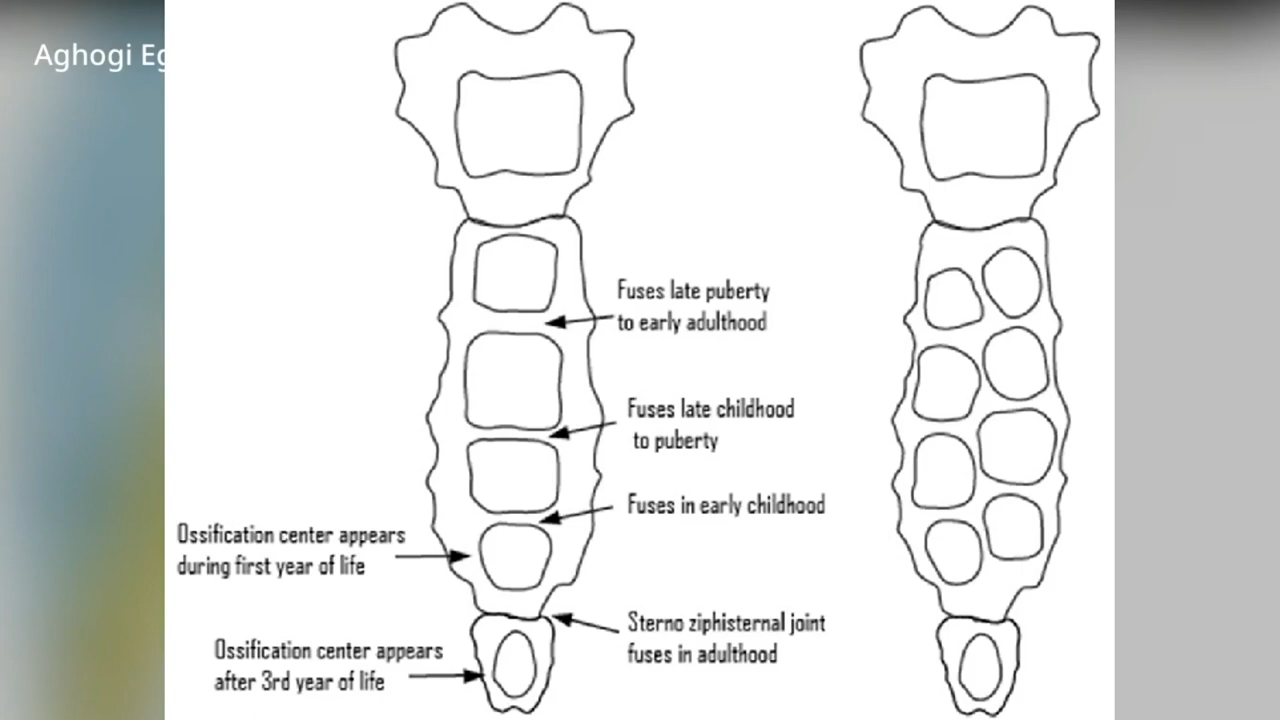 Aghogi
Fuses late puberty
to early adulthood
Fuses late childhood
to puberty
Fuses in early childhood
Ossification center appears
during first year of life
Sterno ziphisternal joint
fuses in adulthood
Ossification center appears
after 3rd year of life